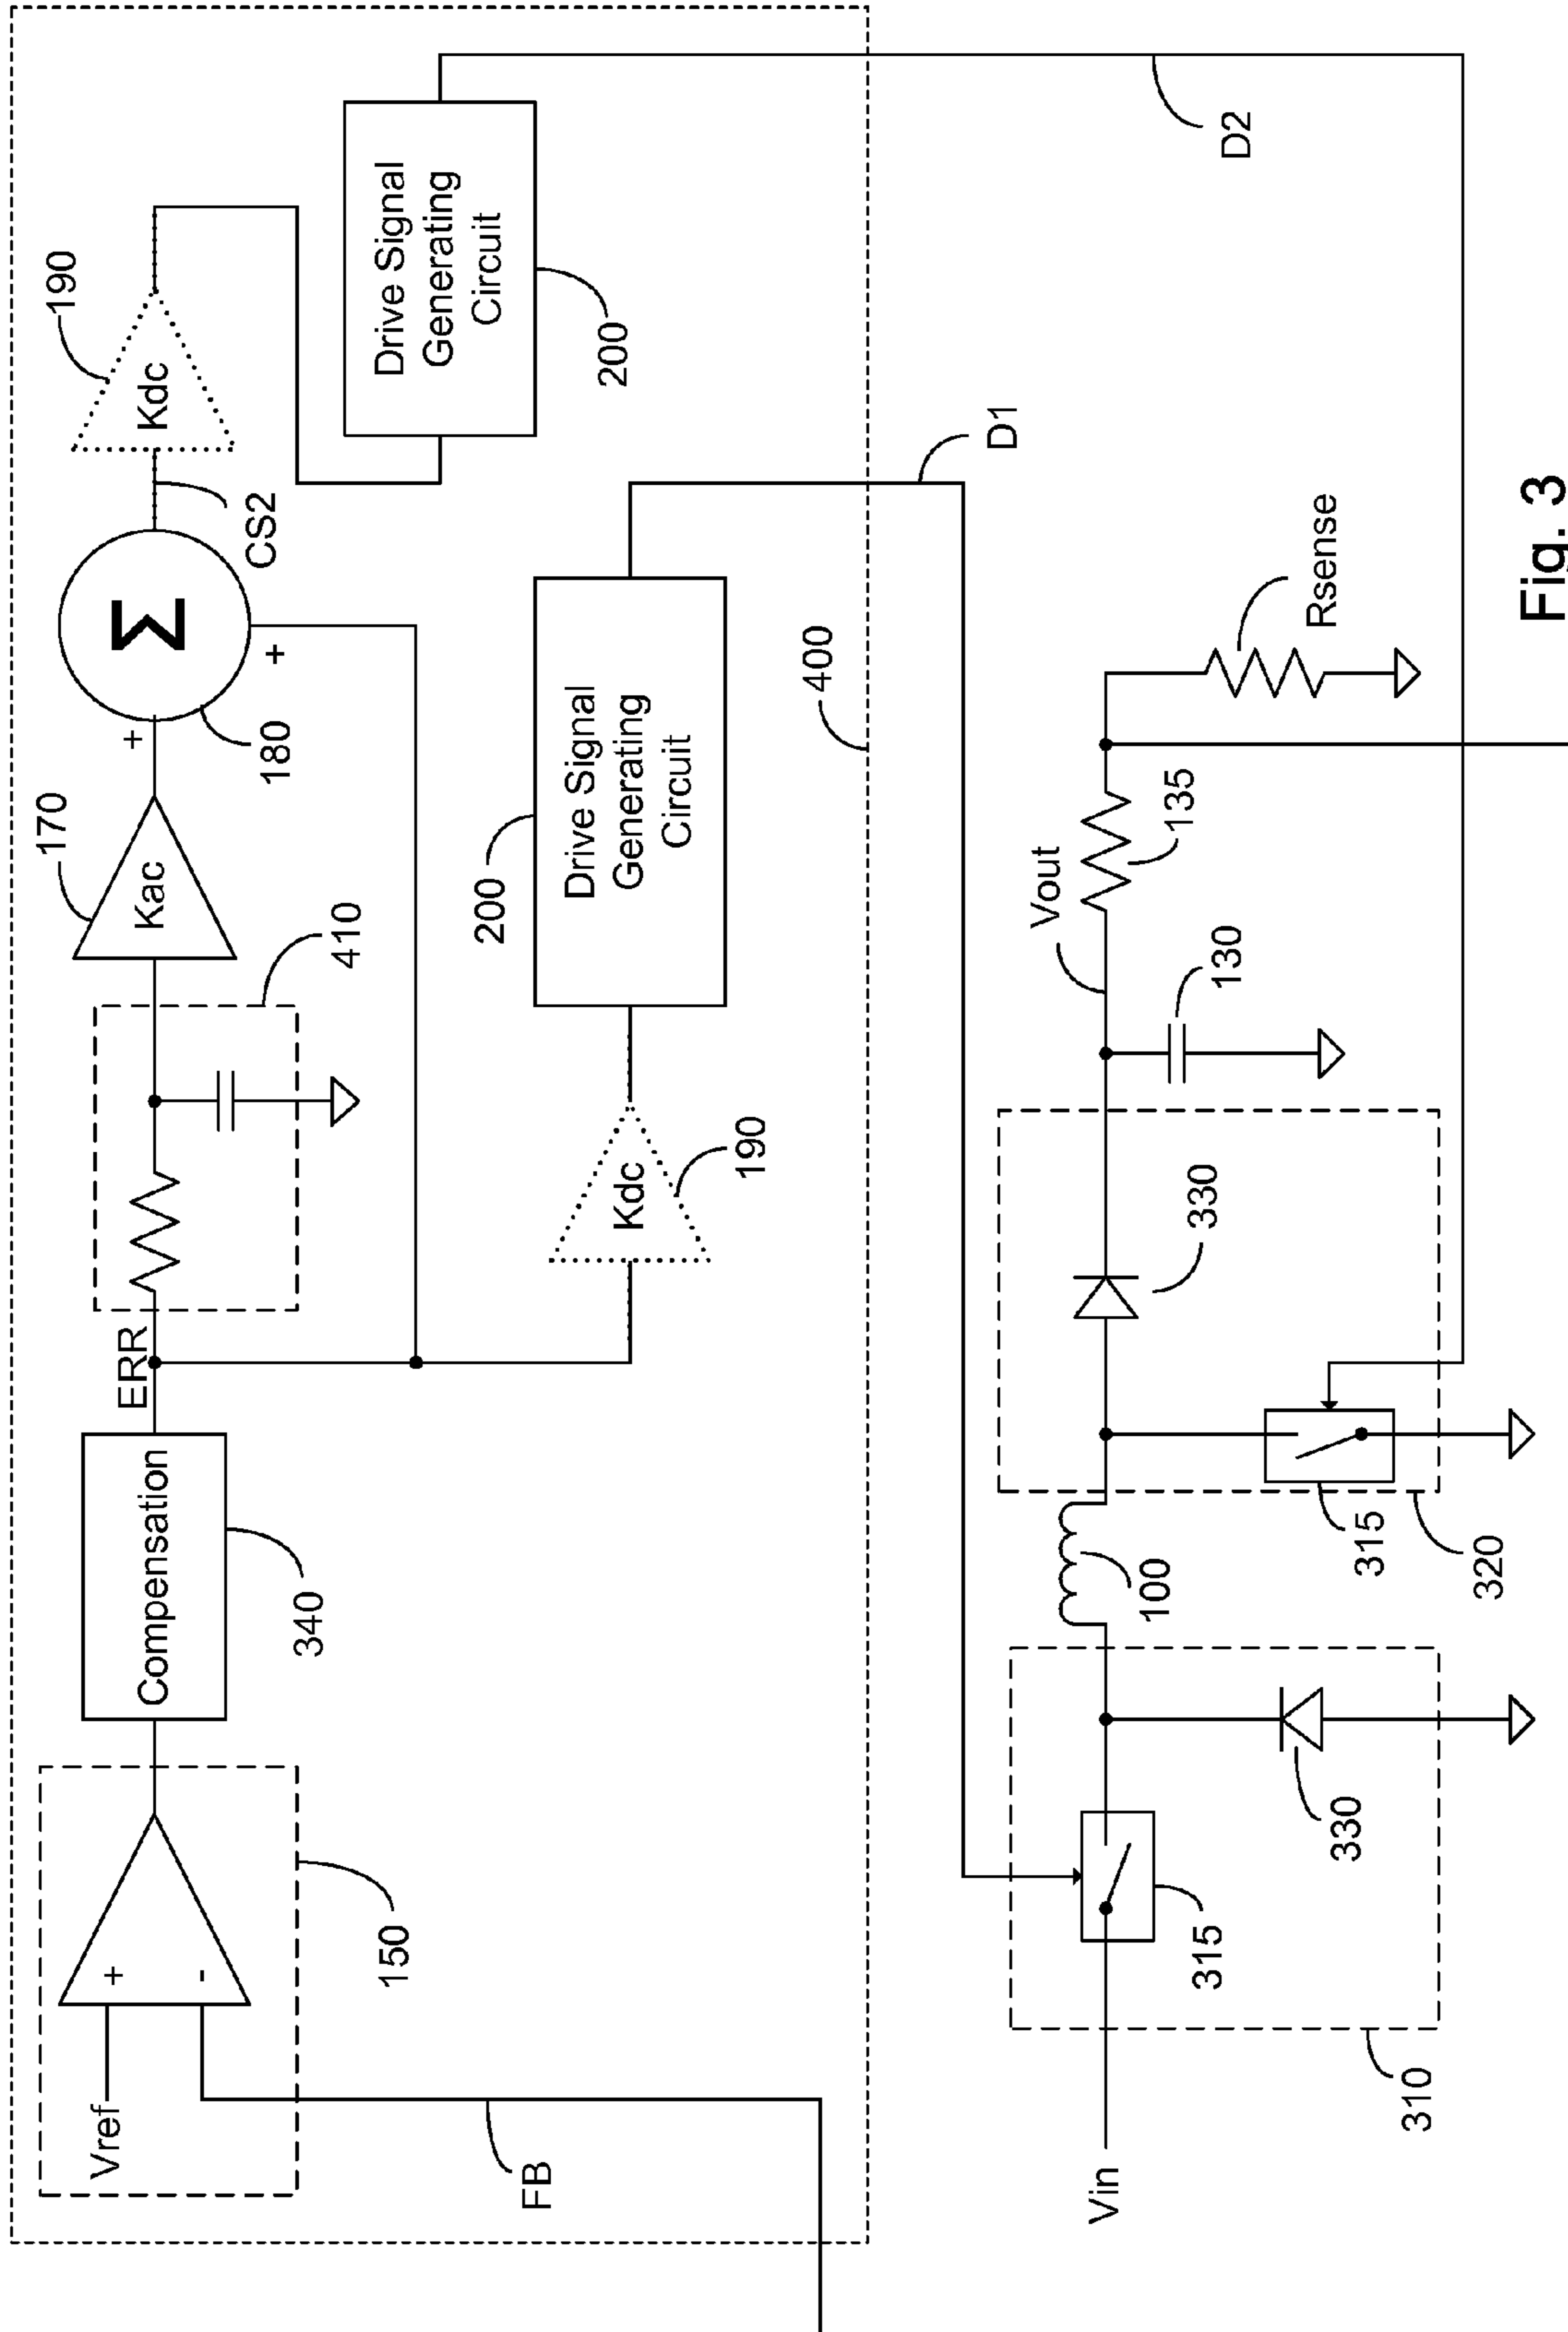 Vref
+
-
150
FB
Compensation
340
ERR
410
Kac
170
+
Σ
+
180
CS2
Kdc
190
Drive Signal
Generating
Circuit
200
Kdc
190
Drive Signal
Generating
Circuit
200
400
D1
D2
Vin
315
330
310
100
315
320
330
130
Vout
135
Rsense
Fig. 3